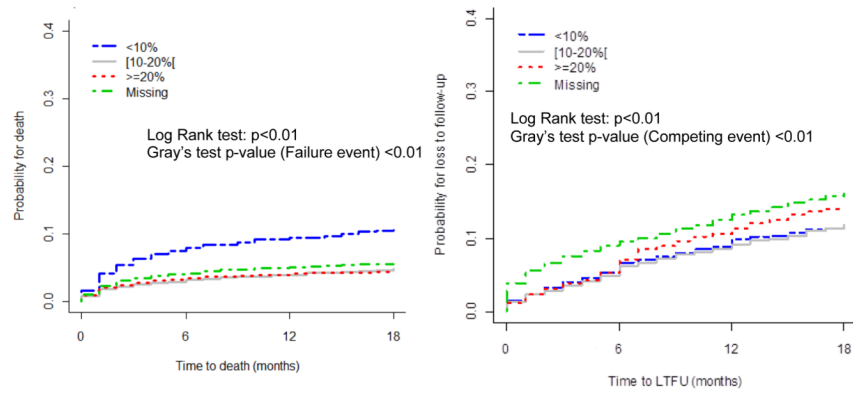 0.4
0.3
0.2
0.1
0.0
Probability for death
<10%
[10-20%[
>=20%
Missing
Log Rank test: p<0.01
Gray's test p-value (Failure event) <0.01
0
6
12
18
Time to death (months)
0.4
0.3
0.2
0.1
0.0
Probability for loss to follow-up
<10%
[10-20%[
>=20%
Missing
Log Rank test: p<0.01
Gray's test p-value (Competing event) <0.01
0
6
12
18
Time to LTFU (months)